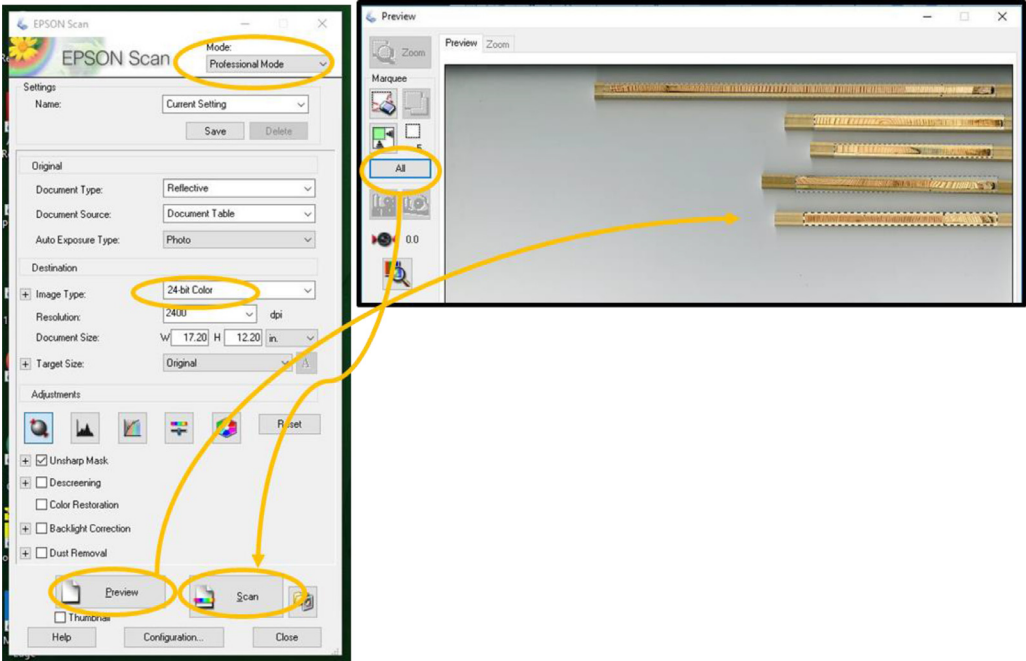 EPSON Scan
EPSON Scan
Mode:
Professional Mode
Settings
Name:
Current Setting
Save
Delete
Original
Document Type:
Reflective
Document Source:
Document Table
Auto Exposure Type:
Photo
Destination
Image Type:
24-bit Color
Resolution:
2400
dpi
Document Size:
W 17.20 H 12.20 in.
Target Size:
Original
A
Adjustments
Reset
Unsharp Mask
Descreening
Color Restoration
Backlight Correction
Dust Removal
Preview
Scan
Thumbnail
Help
Configuration...
Close
Preview
Zoom
Preview
Zoom
Marquee
5
All
0.0